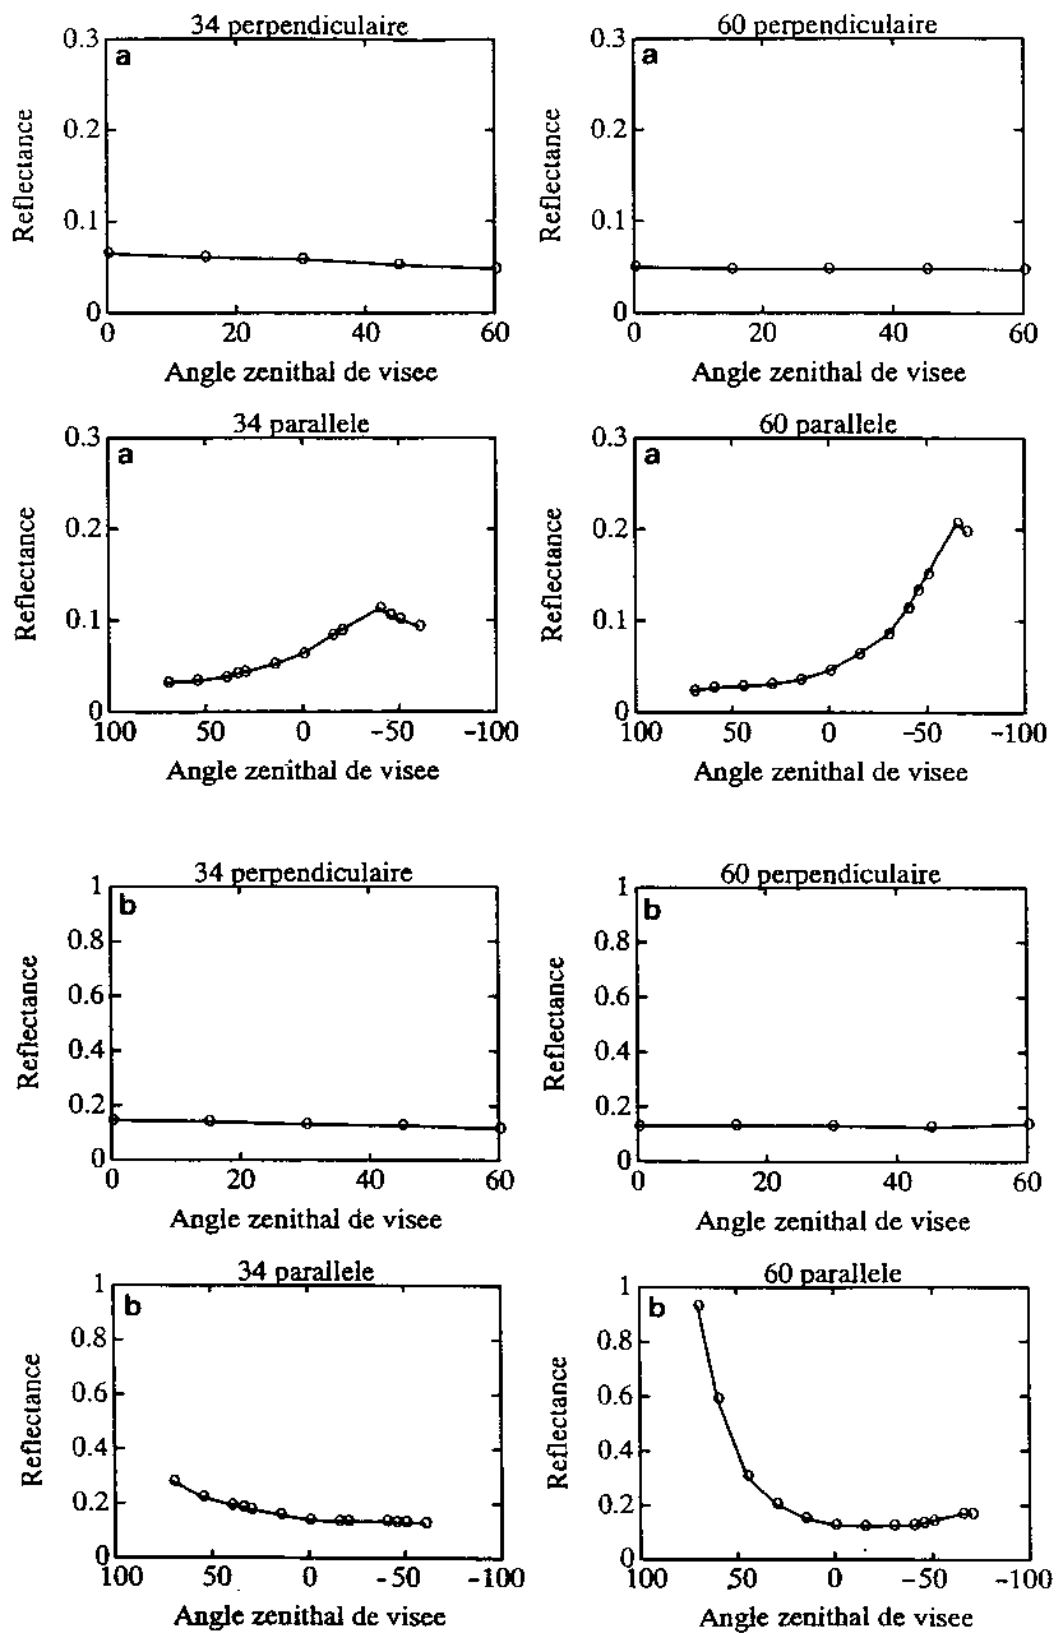 34 perpendiculaire
a
0.3
0.2
0.1
0
Reflectance
0 20 40 60
Angle zenithal de visee
60 perpendiculaire
a
0.3
0.2
0.1
0
Reflectance
0 20 40 60
Angle zenithal de visee
34 parallele
a
0.3
0.2
0.1
0
Reflectance
100 50 0 -50 -100
Angle zenithal de visee
60 parallele
a
0.3
0.2
0.1
0
Reflectance
100 50 0 -50 -100
Angle zenithal de visee
34 perpendiculaire
b
1
0.8
0.6
0.4
0.2
0
Reflectance
0 20 40 60
Angle zenithal de visee
60 perpendiculaire
b
1
0.8
0.6
0.4
0.2
0
Reflectance
0 20 40 60
Angle zenithal de visee
34 parallele
b
1
0.8
0.6
0.4
0.2
0
Reflectance
100 50 0 -50 -100
Angle zenithal de visee
60 parallele
b
1
0.8
0.6
0.4
0.2
0
Reflectance
100 50 0 -50 -100
Angle zenithal de visee